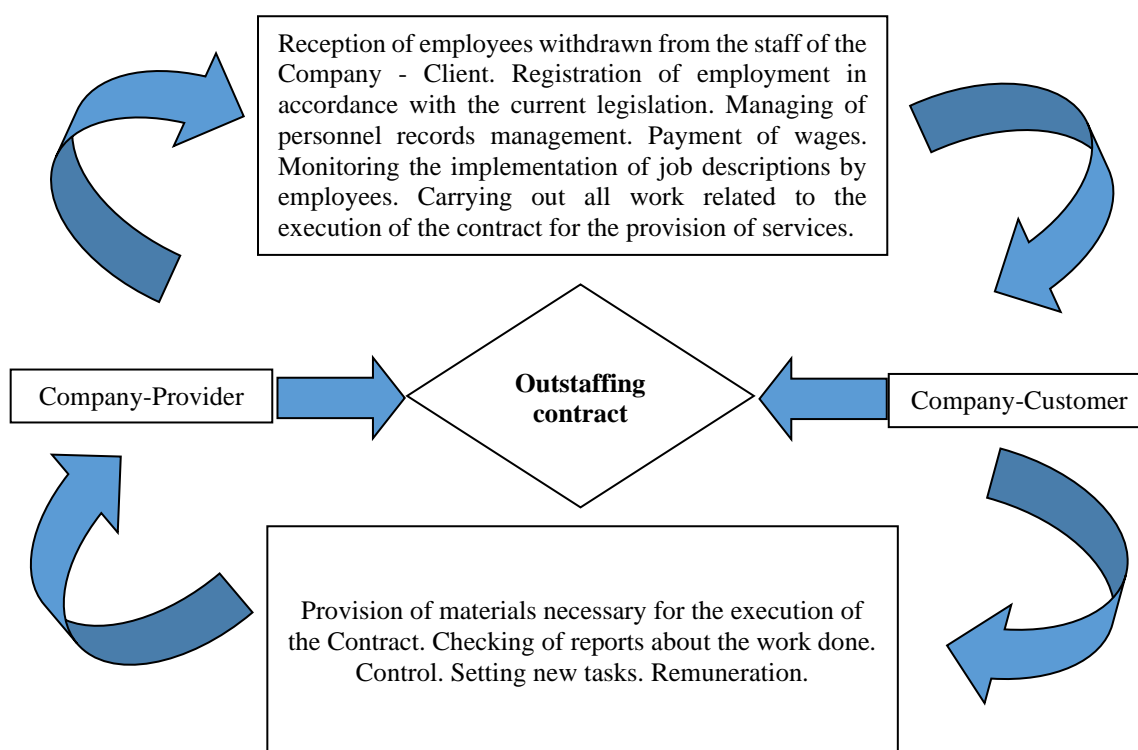 Reception of employees withdrawn from the staff of the
Company - Client. Registration of employment in
accordance with the current legislation. Managing of
personnel records management. Payment of wages.
Monitoring the implementation of job descriptions by
employees. Carrying out all work related to the
execution of the contract for the provision of services.
Company-Provider
Outstaffing
contract
Company-Customer
Provision of materials necessary for the execution of
the Contract. Checking of reports about the work done.
Control. Setting new tasks. Remuneration.